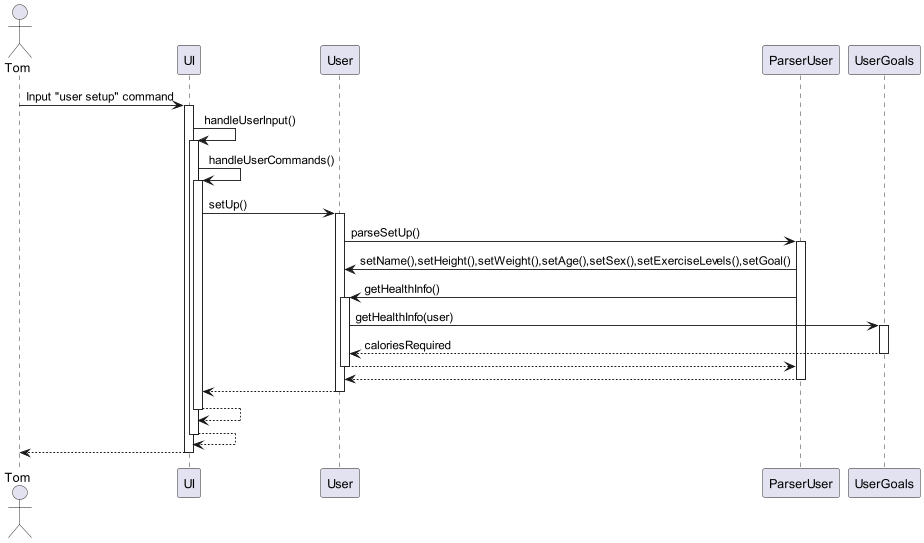 Tom
UI
User
ParserUser
UserGoals
Input "user setup" command
handleUserInput()
handleUserCommands()
setUp()
parseSetUp()
setName(),setHeight(),setWeight(),setAge(),setSex(),setExerciseLevels(),setGoal()
getHealthInfo()
getHealthInfo(user)
caloriesRequired
Tom
UI
User
ParserUser
UserGoals